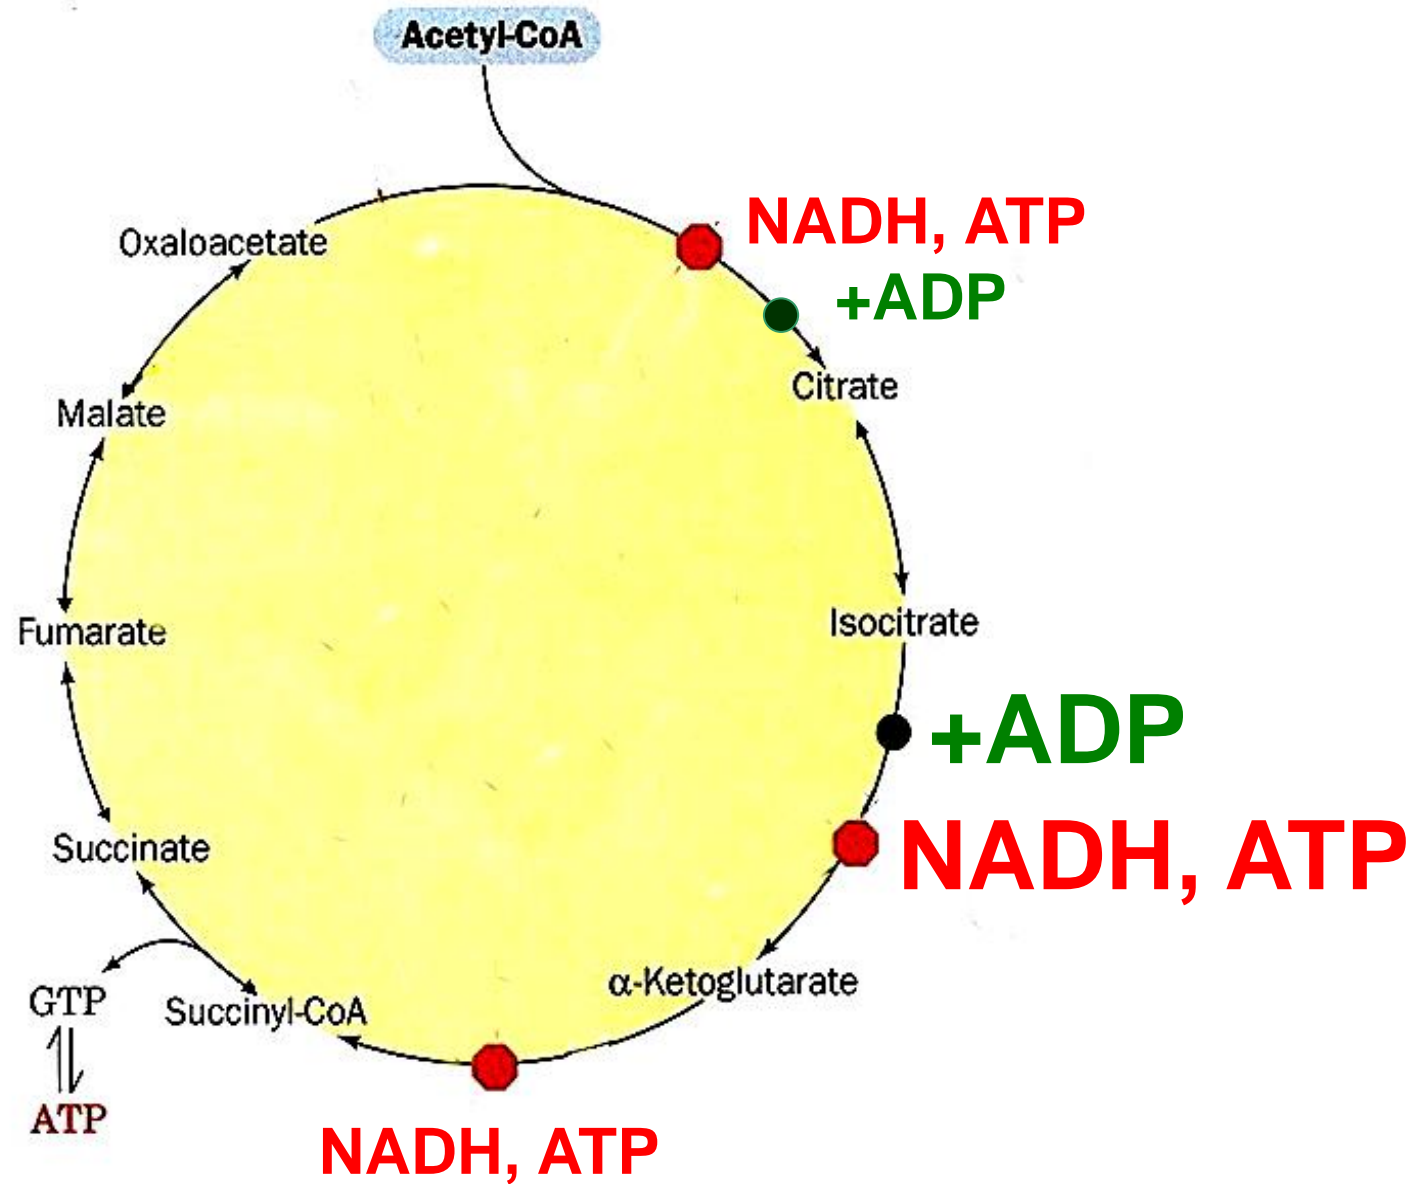 Acetyl-CoA
NADH, ATP
+ADP
Oxaloacetate
Citrate
Malate
Isocitrate
Fumarate
+ADP
NADH, ATP
Succinate
α-Ketoglutarate
GTP
Succinyl-CoA
ATP
NADH, ATP